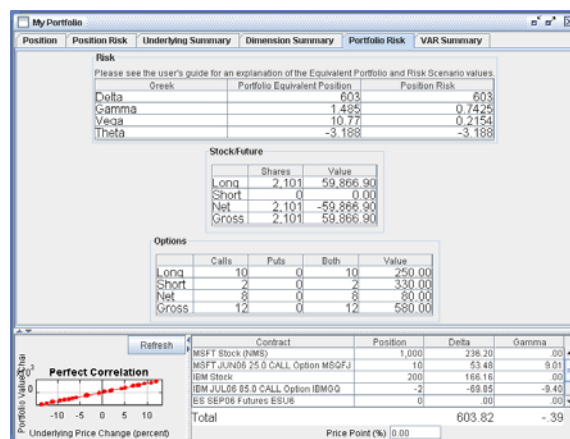 My Portfolio
Position Position Risk Underlying Summary Dimension Summary Portfolio Risk VAR Summary
Risk
Please see the user's guide for an explanation of the Equivalent Portfolio and Risk Scenario values.
Greek Portfolio Equivalent Position Position Risk
Delta 603 603
Gamma 1.485 0.7425
Vega 10.77 0.2154
Theta -3.188 -3.188
Stock/Future
Shares Value
Long 2,101 59,866.90
Short 0 0.00
Net 2,101 -59,866.90
Gross 2,101 59,866.90
Options
Calls Puts Both Value
Long 10 0 10 250.00
Short 2 0 2 330.00
Net 8 0 8 80.00
Gross 12 0 12 580.00
Refresh
Perfect Correlation
Portfolio Value Chan
0
-10 -5 0 5 10
Underlying Price Change (percent)
Contract Position Delta Gamma
MSFT Stock (NMS) 1,000 236.20 .00
MSFT JUN06 25.0 CALL Option MSQFJ 10 53.48 9.01
IBM Stock 200 166.16 .00
IBM JUL06 85.0 CALL Option IBMGQ -2 -69.85 -9.40
ES SEP06 Futures ESU6 0 .00 .00
Total 603.82 -.39
Price Point (%) 0.00